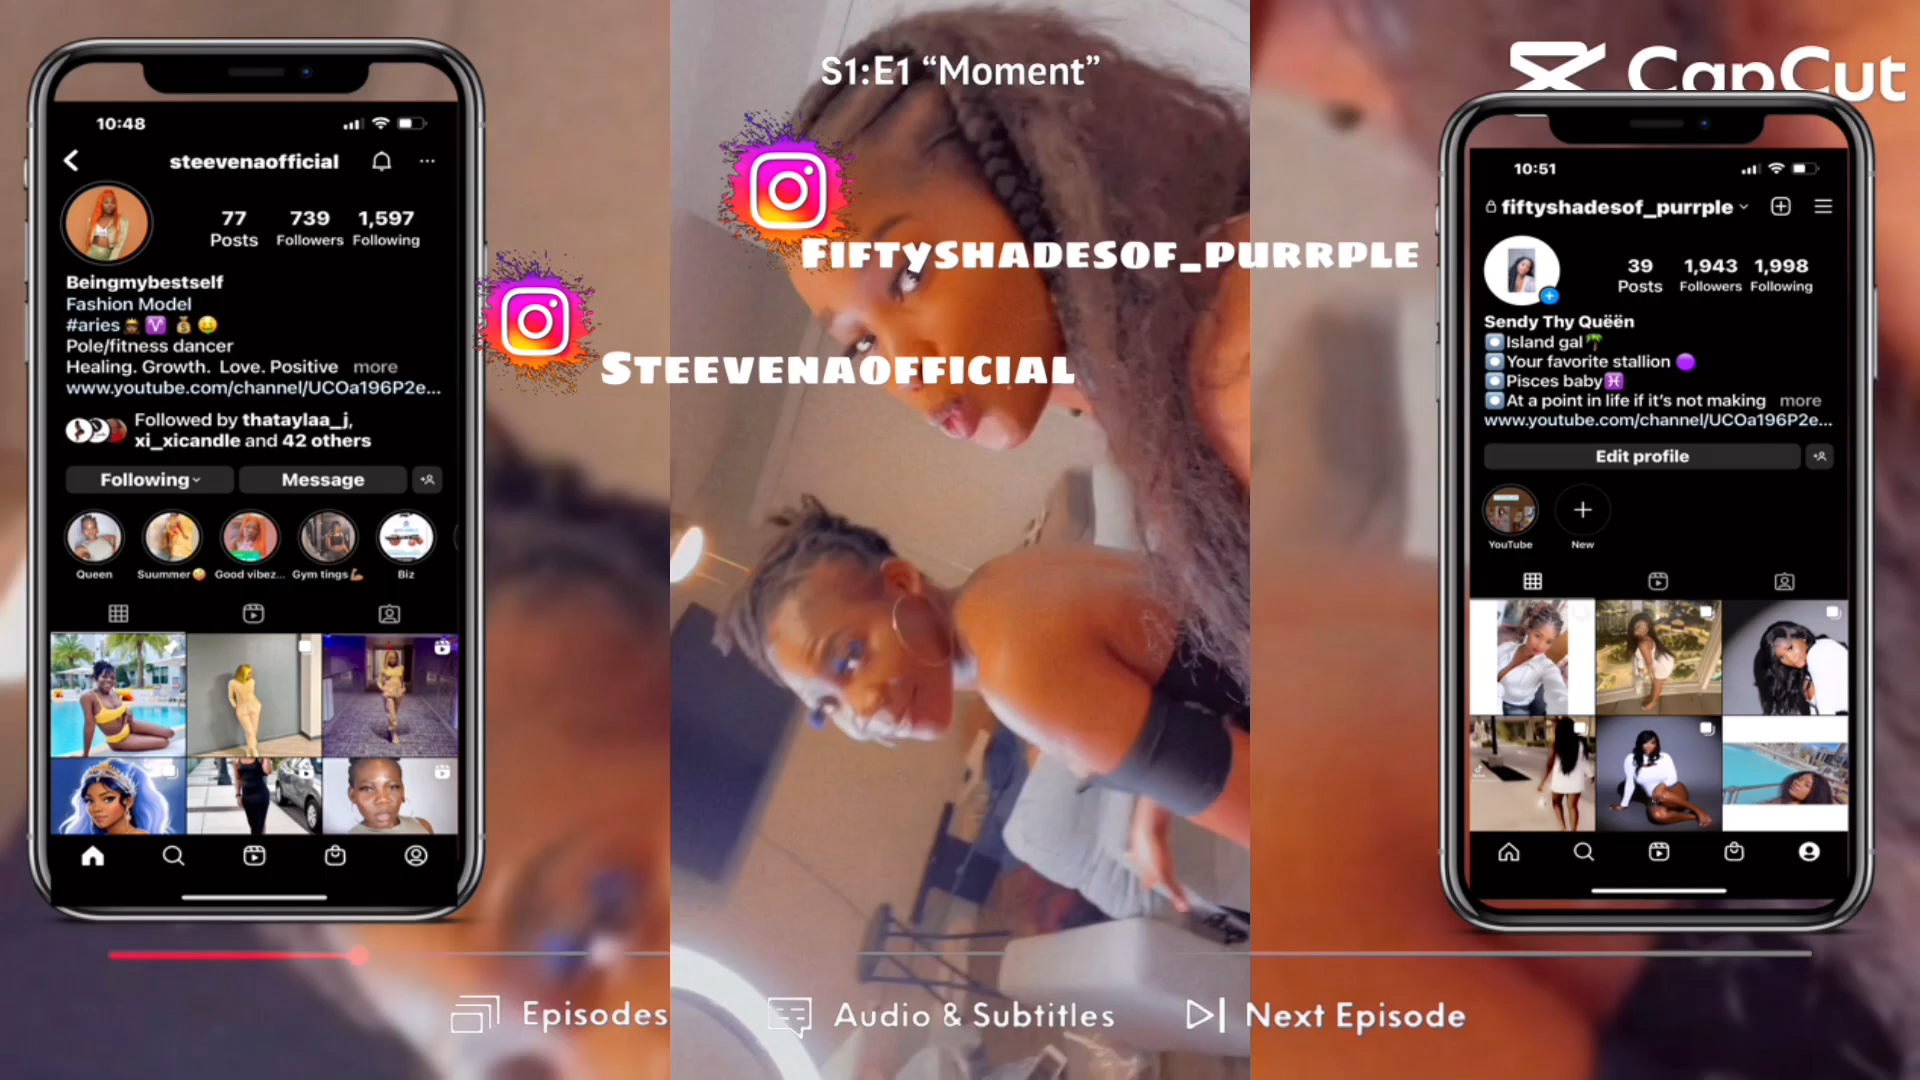 S1:E1 “Moment”
CapCut
10:48
steevenaofficial
77
739
1,597
Posts
Followers
Following
Beingmybestself
Fashion Model
#aries
Pole/fitness dancer
Healing. Growth. Love. Positive more
www.youtube.com/channel/UCOa196P2e...
Followed by thataylaa_j,
xi_xicandle and 42 others
Following
Message
Queen
Suummer
Good vibez...
Gym tings
Biz
Fiftyshadesof_purrple
SteevenaOfficial
10:51
fiftyshadesof_purrple
39
1,943
1,998
Posts
Followers
Following
Sendy Thy Quëën
Island gal
Your favorite stallion
Pisces baby
At a point in life if it’s not making more
www.youtube.com/channel/UCOa196P2e...
Edit profile
YouTube
New
Episodes
Audio & Subtitles
Next Episode